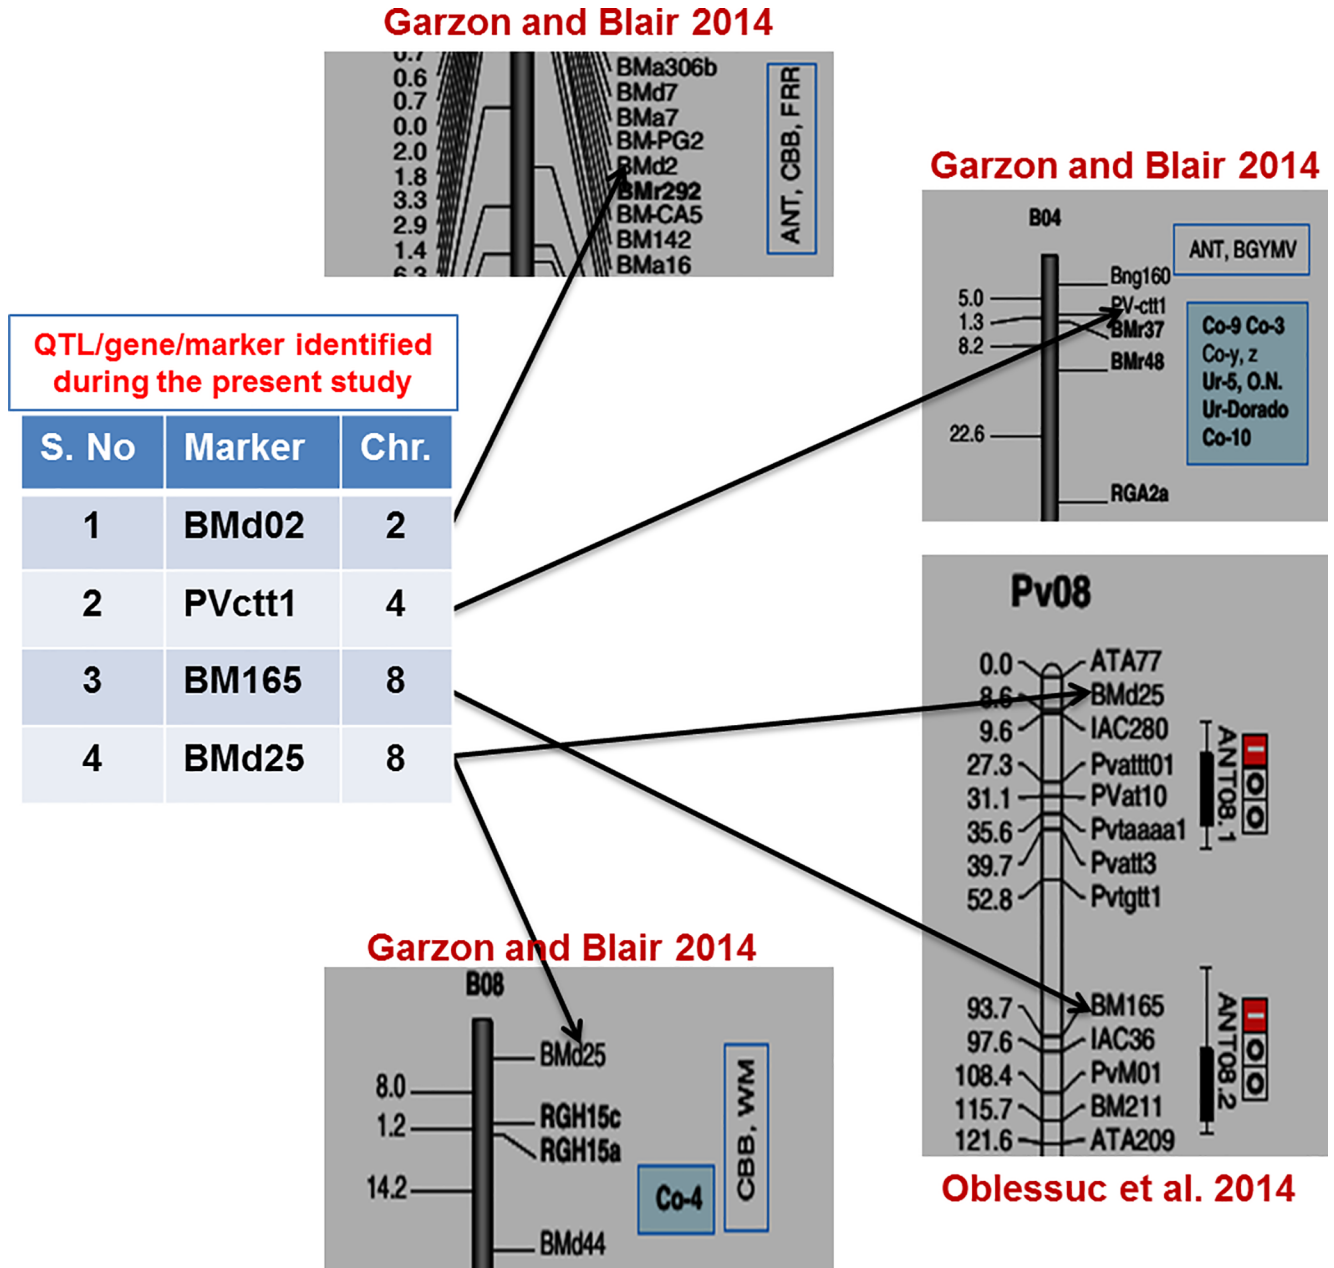 Garzon and Blair 2014
0.7 BMa306b
0.6 BMd7
0.7 BMa7
0.0 BM-PG2
2.0 BMd2
1.8 BMr292
3.3 BM-CA5
2.9 BM142
1.4 BMa16
6.3
ANT, CBB, FRR
Garzon and Blair 2014
B04
ANT, BGYMV
Bng160
5.0 PV-ctt1
1.3 BMr37
8.2 BMr48
22.6
RGA2a
Co-9 Co-3
Co-y, z
Ur-5, O.N.
Ur-Dorado
Co-10
QTL/gene/marker identified
during the present study
S. No Marker Chr.
1 BMd02 2
2 PVctt1 4
3 BM165 8
4 BMd25 8
Pv08
0.0 ATA77
8.6 BMd25
9.6 IAC280
27.3 Pvattt01
31.1 PVat10
35.6 Pvtaaaa1
39.7 Pvatt3
52.8 Pvtgtt1
93.7 BM165
97.6 IAC36
108.4 PvM01
115.7 BM211
121.6 ATA209
ANT08.1
I O O
ANT08.2
I O O
Oblessuc et al. 2014
Garzon and Blair 2014
B08
BMd25
8.0
RGH15c
1.2
RGH15a
14.2
BMd44
Co-4
CBB, WM